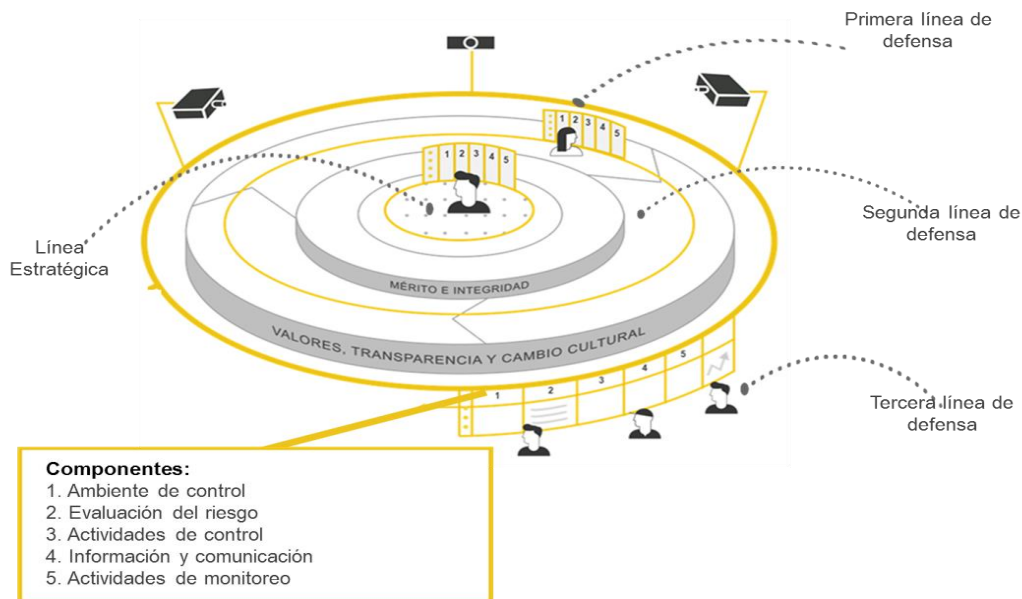 Primera línea de
defensa
1 2 3 4 5
1 2 3 4 5
Línea
Estratégica
Segunda línea de
defensa
MÉRITO E INTEGRIDAD
VALORES, TRANSPARENCIA Y CAMBIO CULTURAL
1 2 3 4 5
Tercera línea de
defensa
Componentes:
1. Ambiente de control
2. Evaluación del riesgo
3. Actividades de control
4. Información y comunicación
5. Actividades de monitoreo